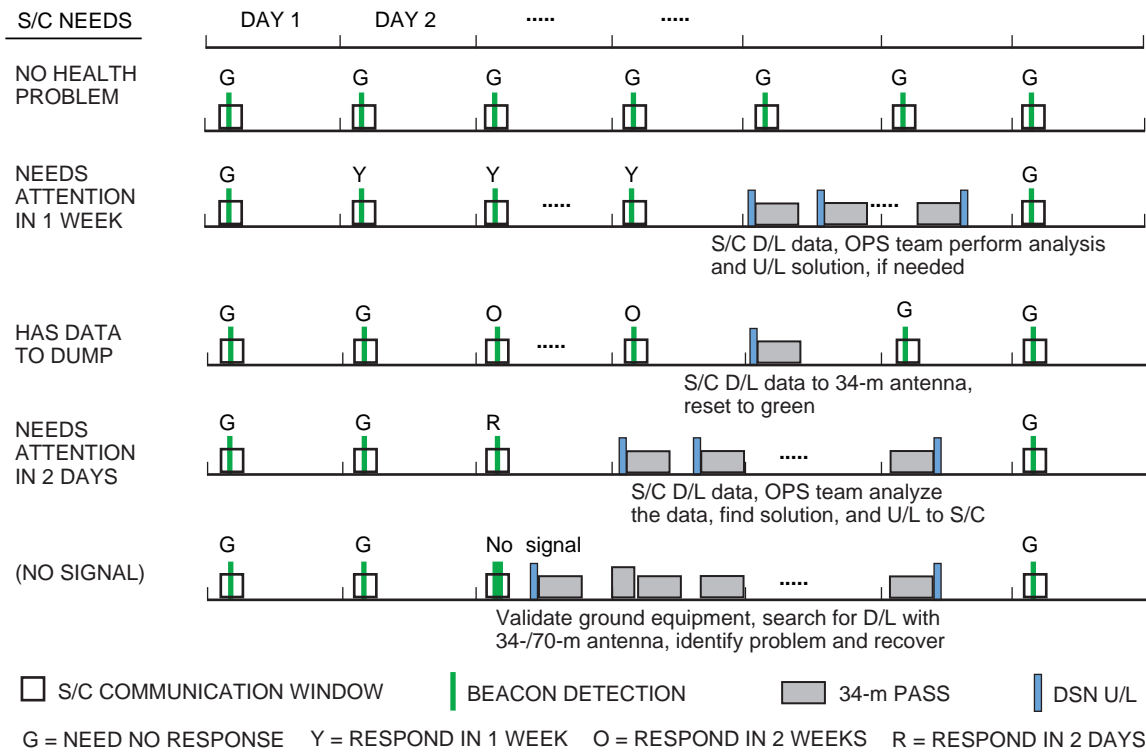 S/C NEEDS DAY 1 DAY 2 ..... .....
NO HEALTH
PROBLEM
G G G G G G G
NEEDS
ATTENTION
IN 1 WEEK
G Y Y ..... Y ..... G
S/C D/L data, OPS team perform analysis
and U/L solution, if needed
HAS DATA
TO DUMP
G G O ..... O G G
S/C D/L data to 34-m antenna,
reset to green
NEEDS
ATTENTION
IN 2 DAYS
G G R ..... G
S/C D/L data, OPS team analyze
the data, find solution, and U/L to S/C
(NO SIGNAL)
G G No signal ..... G
Validate ground equipment, search for D/L with
34-/70-m antenna, identify problem and recover
S/C COMMUNICATION WINDOW BEACON DETECTION 34-m PASS DSN U/L
G = NEED NO RESPONSE Y = RESPOND IN 1 WEEK O = RESPOND IN 2 WEEKS R = RESPOND IN 2 DAYS